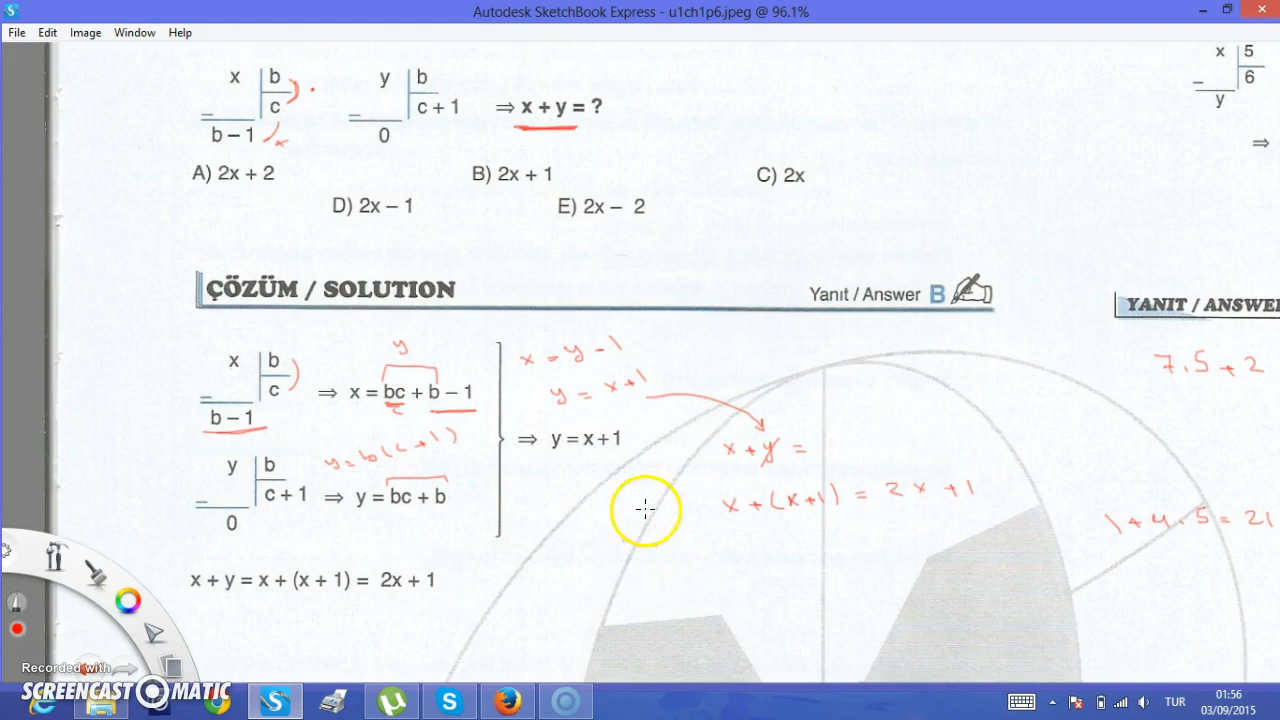 Autodesk SketchBook Express - u1ch1p6.jpeg @ 96.1%
File Edit Image Window Help
x b
c
b – 1
y b
c + 1
0
⇒ x + y = ?
x 5
6
y
⇒
A) 2x + 2
B) 2x + 1
C) 2x
D) 2x – 1
E) 2x – 2
ÇÖZÜM / SOLUTION
Yanıt / Answer B
YANIT / ANSWE
x b
c
b – 1
⇒ x = bc + b – 1
y
x = y - 1
y = x + 1
7.5 + 2
⇒ y = x + 1
y = b(c + 1)
y b
c + 1
0
⇒ y = bc + b
x + y =
x + (x + 1) = 2x + 1
1 + 4.5 = 21
x + y = x + (x + 1) = 2x + 1
Recorded with
SCREENCAST MATIC
TUR
01:56
03/09/2015